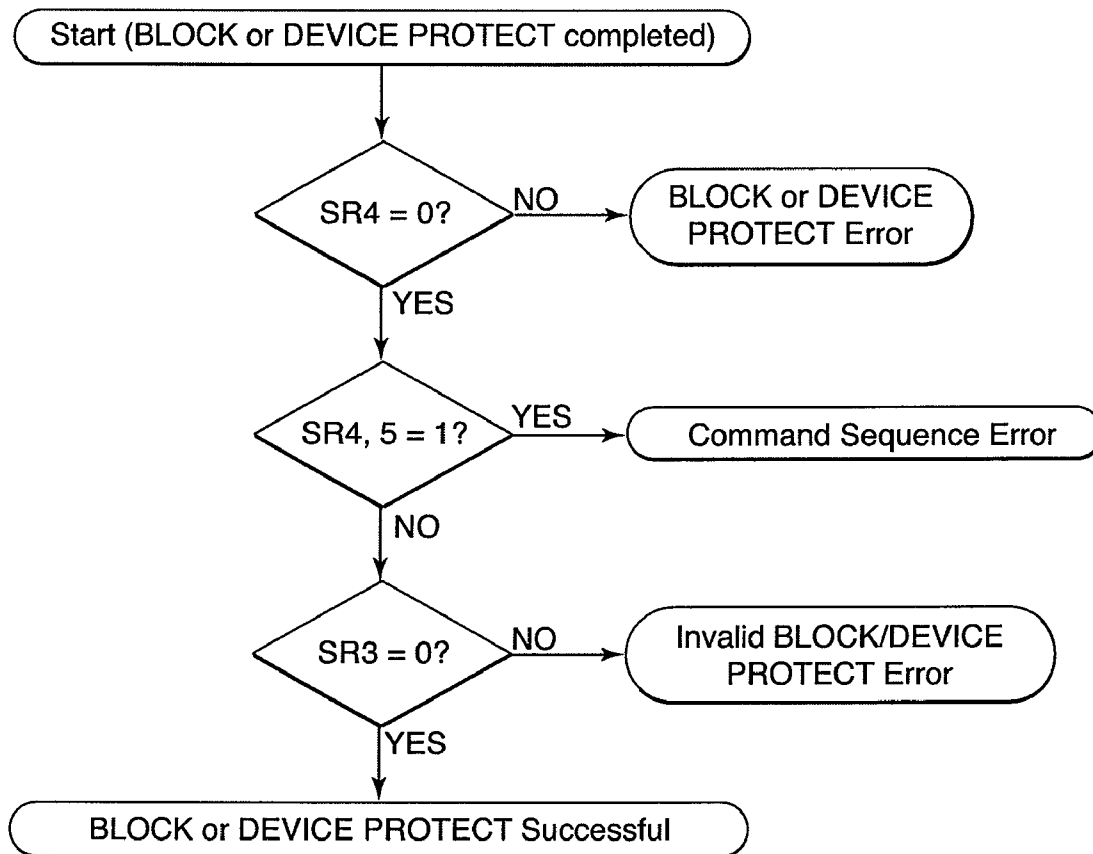 Start (BLOCK or DEVICE PROTECT completed)
SR4 = 0?
NO
BLOCK or DEVICE
PROTECT Error
YES
SR4, 5 = 1?
YES
Command Sequence Error
NO
SR3 = 0?
NO
Invalid BLOCK/DEVICE
PROTECT Error
YES
BLOCK or DEVICE PROTECT Successful